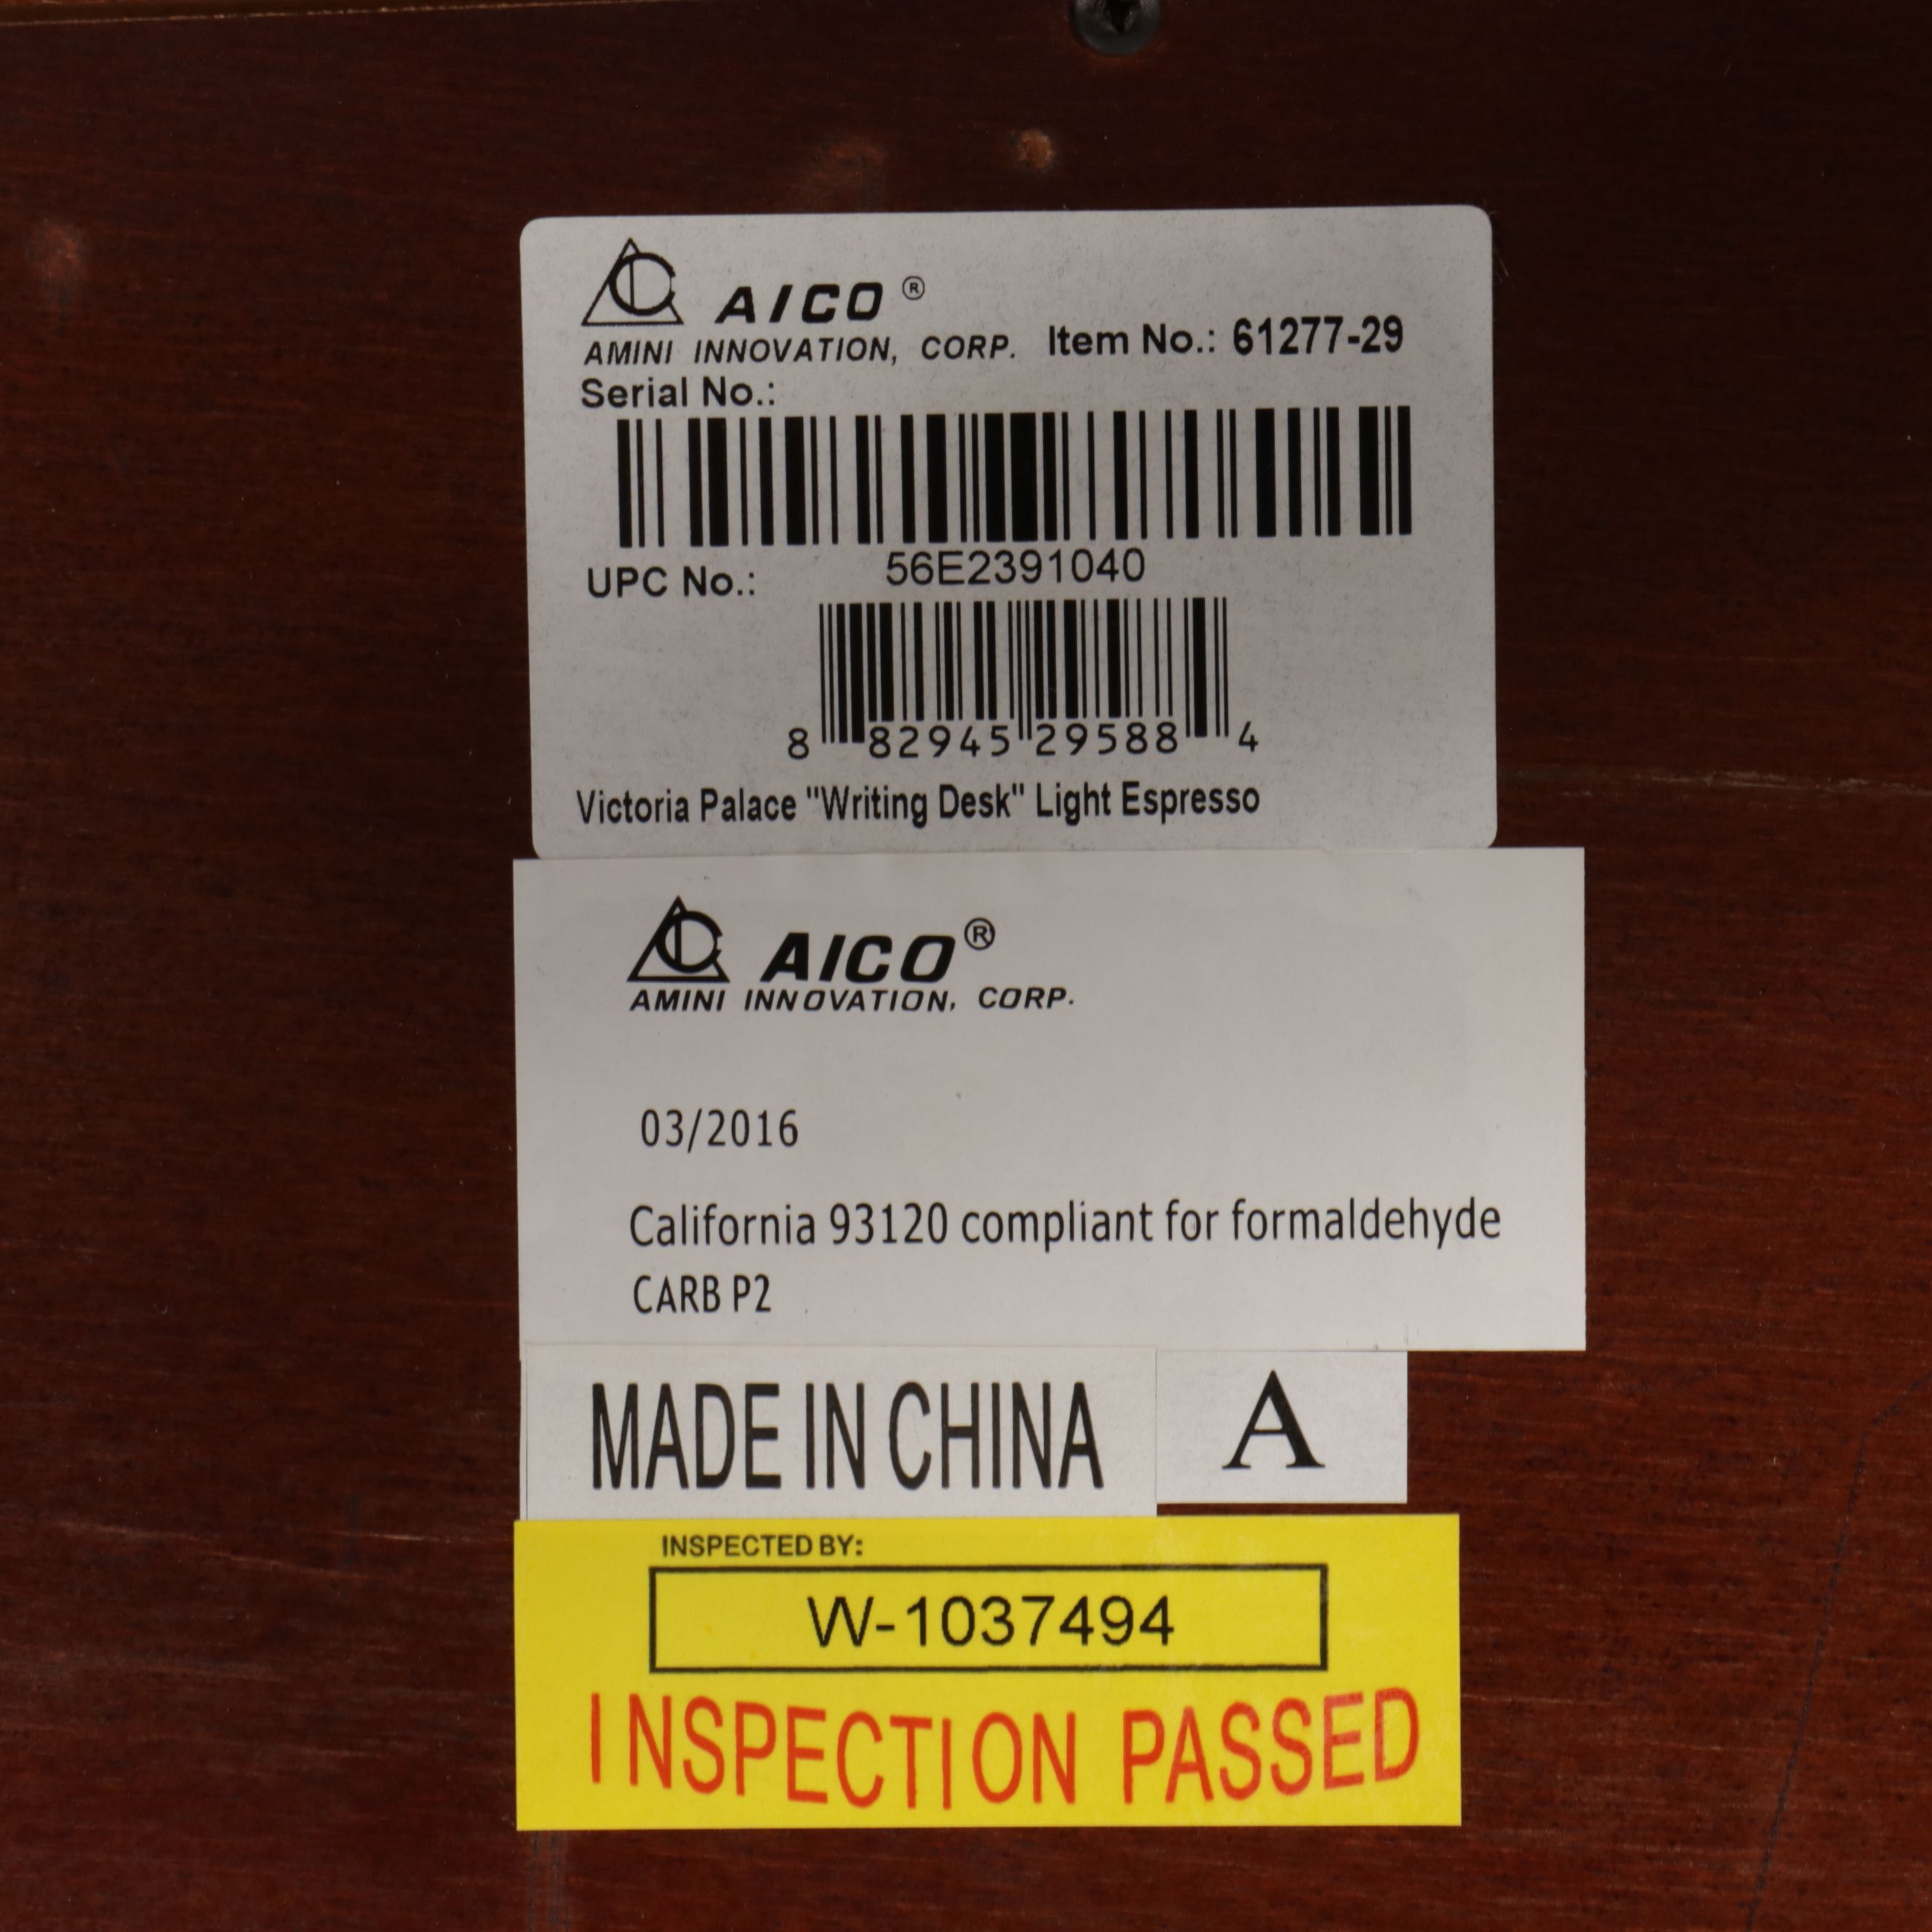 AICO ®
AMINI INNOVATION, CORP. Item No.: 61277-29
Serial No.:
56E2391040
UPC No.:
8 82945 29588 4
Victoria Palace "Writing Desk" Light Espresso
AICO®
AMINI INNOVATION, CORP.
03/2016
California 93120 compliant for formaldehyde
CARB P2
MADE IN CHINA
A
INSPECTED BY:
W-1037494
INSPECTION PASSED